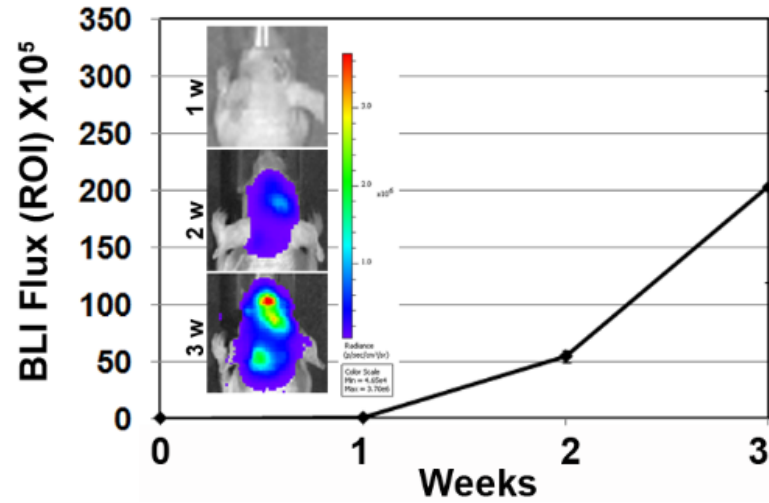 BLI Flux (ROI) X10⁵
350
300
250
200
150
100
50
0
1 w
2 w
3 w
3.0
2.0
x10⁶
1.0
Radiance
(p/sec/cm²/sr)
Color Scale
Min = 4.65e4
Max = 3.70e6
0 1 2 3
Weeks